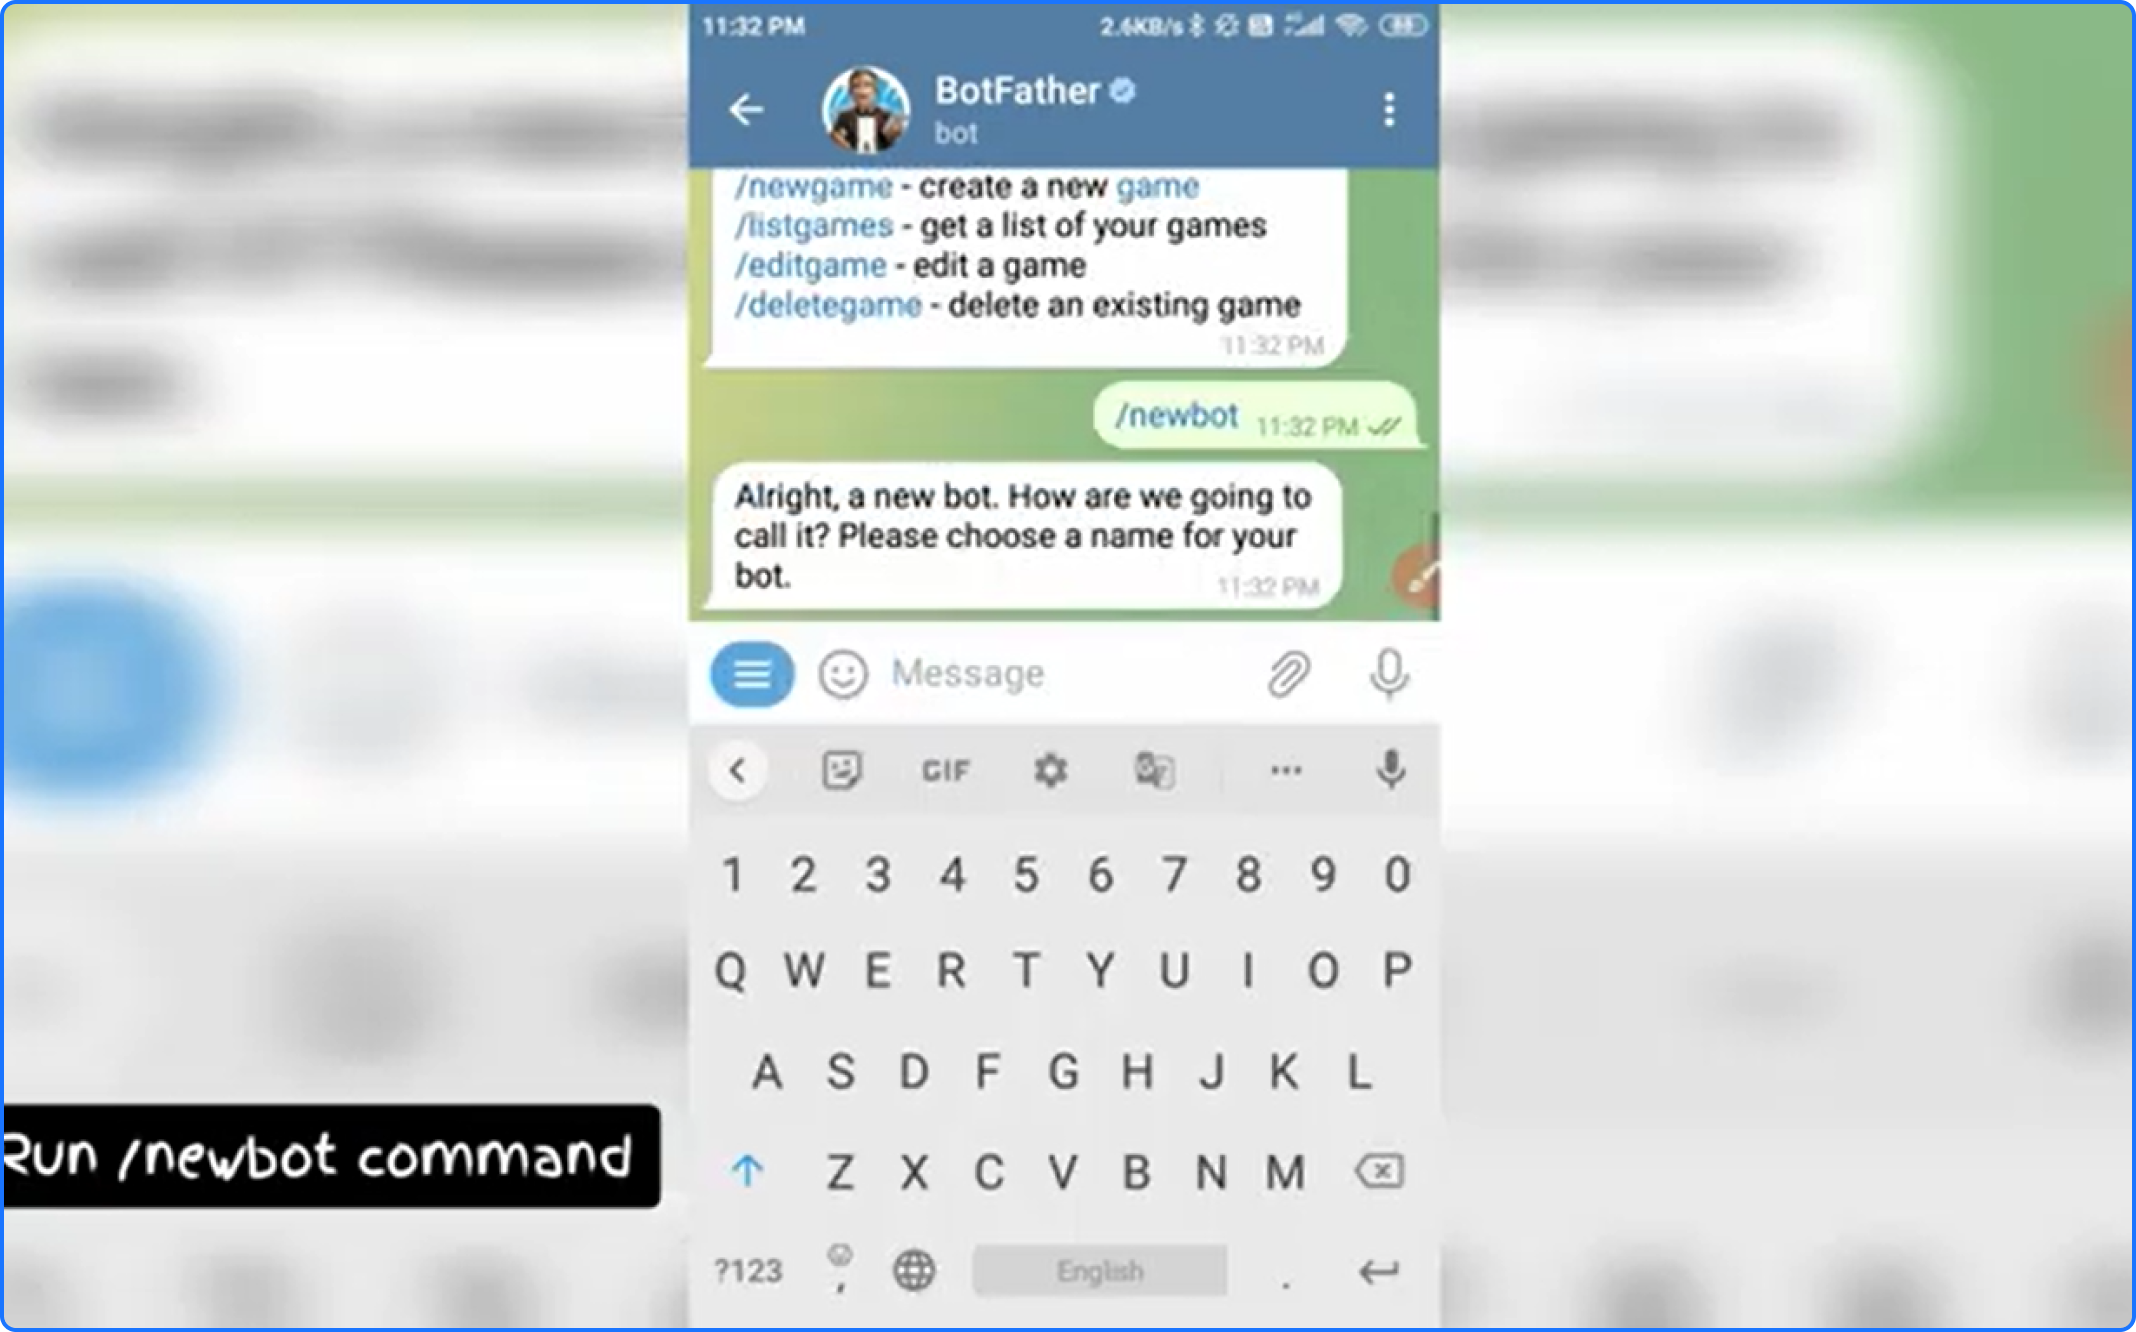 11:32 PM
2.6KB/s
BotFather
bot
/newgame - create a new game
/listgames - get a list of your games
/editgame - edit a game
/deletegame - delete an existing game
11:32 PM
/newbot 11:32 PM
Alright, a new bot. How are we going to
call it? Please choose a name for your
bot.
11:32 PM
Message
GIF
1 2 3 4 5 6 7 8 9 0
Q W E R T Y U I O P
A S D F G H J K L
Run /newbot command
Z X C V B N M
?123 , English .